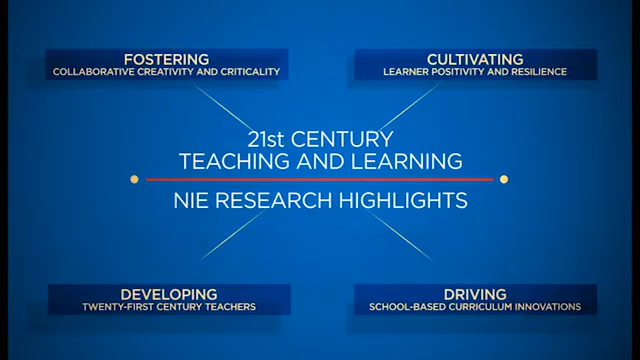 FOSTERING
COLLABORATIVE CREATIVITY AND CRITICALITY
CULTIVATING
LEARNER POSITIVITY AND RESILIENCE
21st CENTURY
TEACHING AND LEARNING
NIE RESEARCH HIGHLIGHTS
DEVELOPING
TWENTY-FIRST CENTURY TEACHERS
DRIVING
SCHOOL-BASED CURRICULUM INNOVATIONS